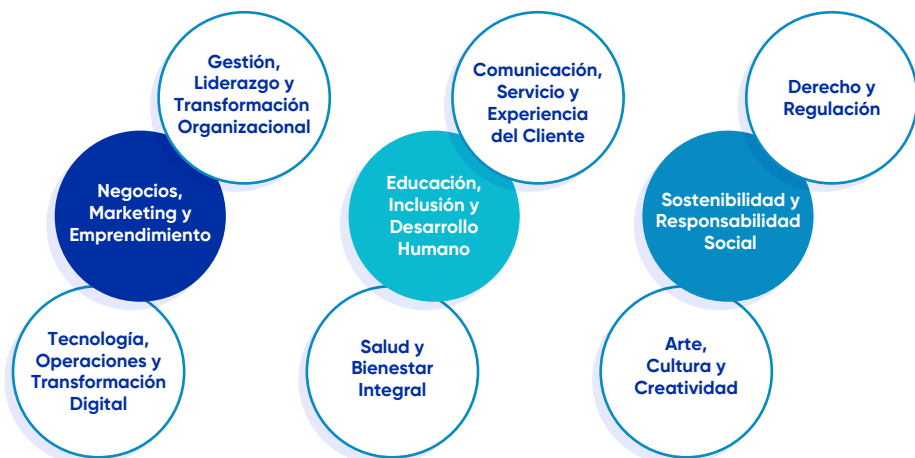 Gestión,
Liderazgo y
Transformación
Organizacional
Comunicación,
Servicio y
Experiencia
del Cliente
Derecho y
Regulación
Negocios,
Marketing y
Emprendimiento
Educación,
Inclusión y
Desarrollo
Humano
Sostenibilidad y
Responsabilidad
Social
Tecnología,
Operaciones y
Transformación
Digital
Salud y
Bienestar
Integral
Arte,
Cultura y
Creatividad